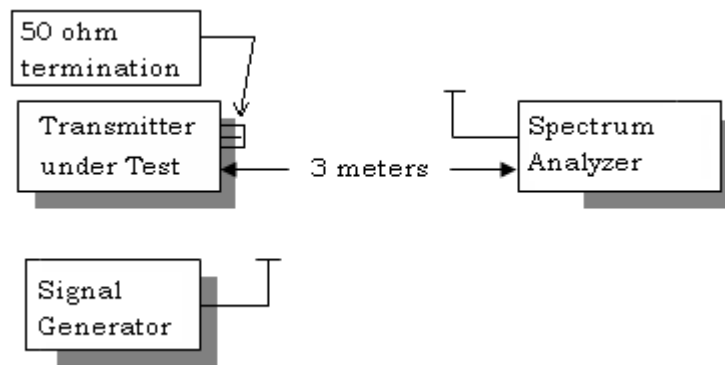 50 ohm
termination
Transmitter
under Test
3 meters
Spectrum
Analyzer
Signal
Generator